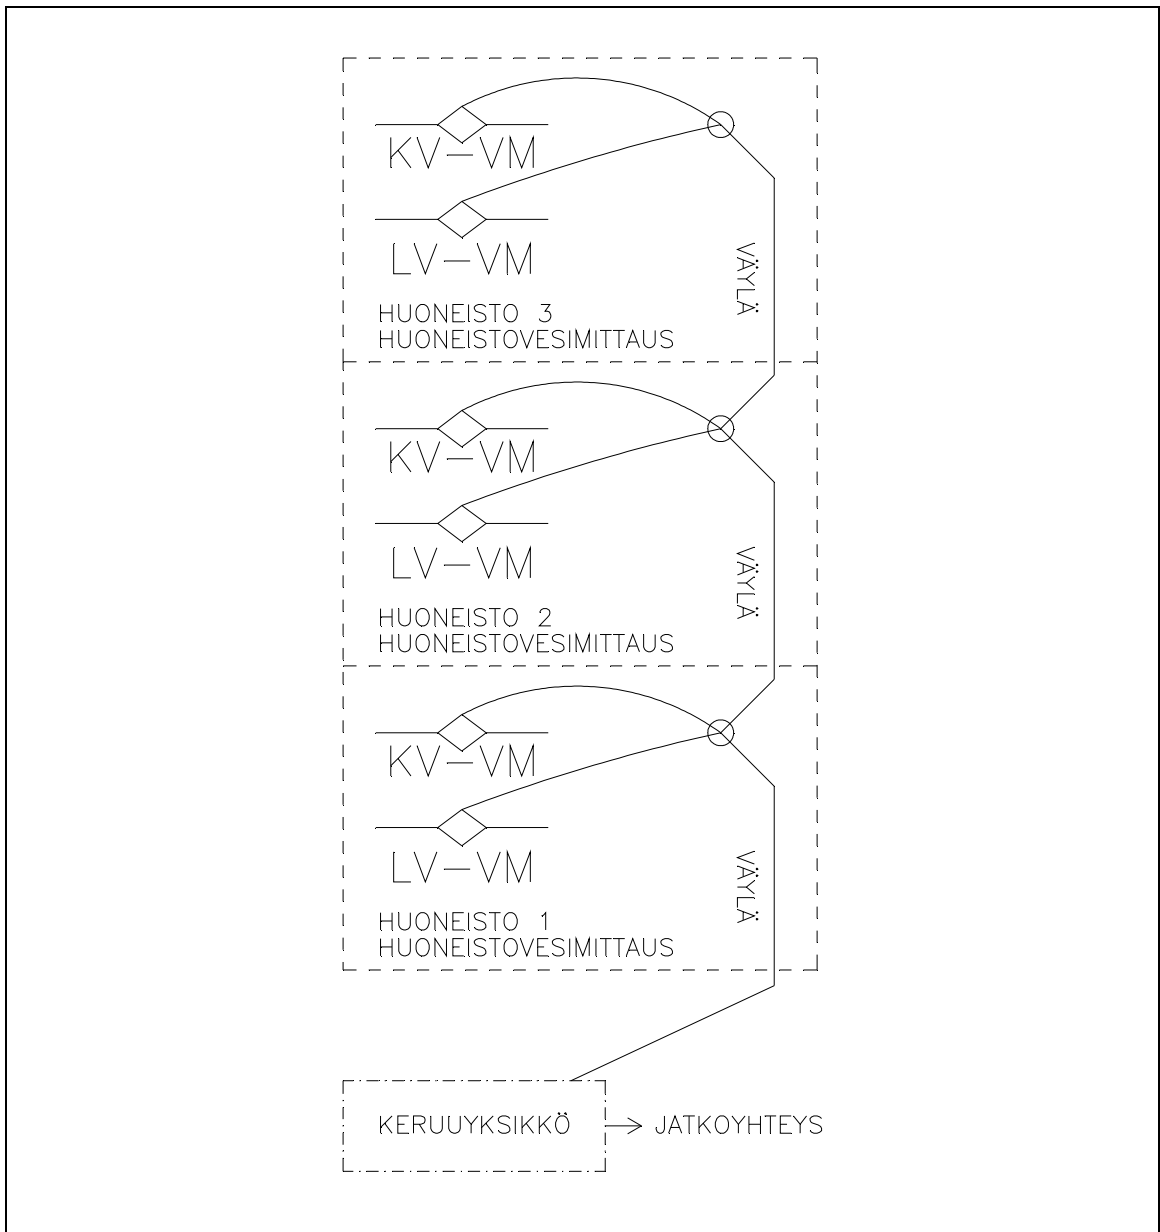 KV-VM
LV-VM
VÄYLÄ
HUONEISTO 3
HUONEISTOVESIMITTAUS
KV-VM
LV-VM
VÄYLÄ
HUONEISTO 2
HUONEISTOVESIMITTAUS
KV-VM
LV-VM
VÄYLÄ
HUONEISTO 1
HUONEISTOVESIMITTAUS
KERUUYKSIKKÖ
JATKOYHTEYS